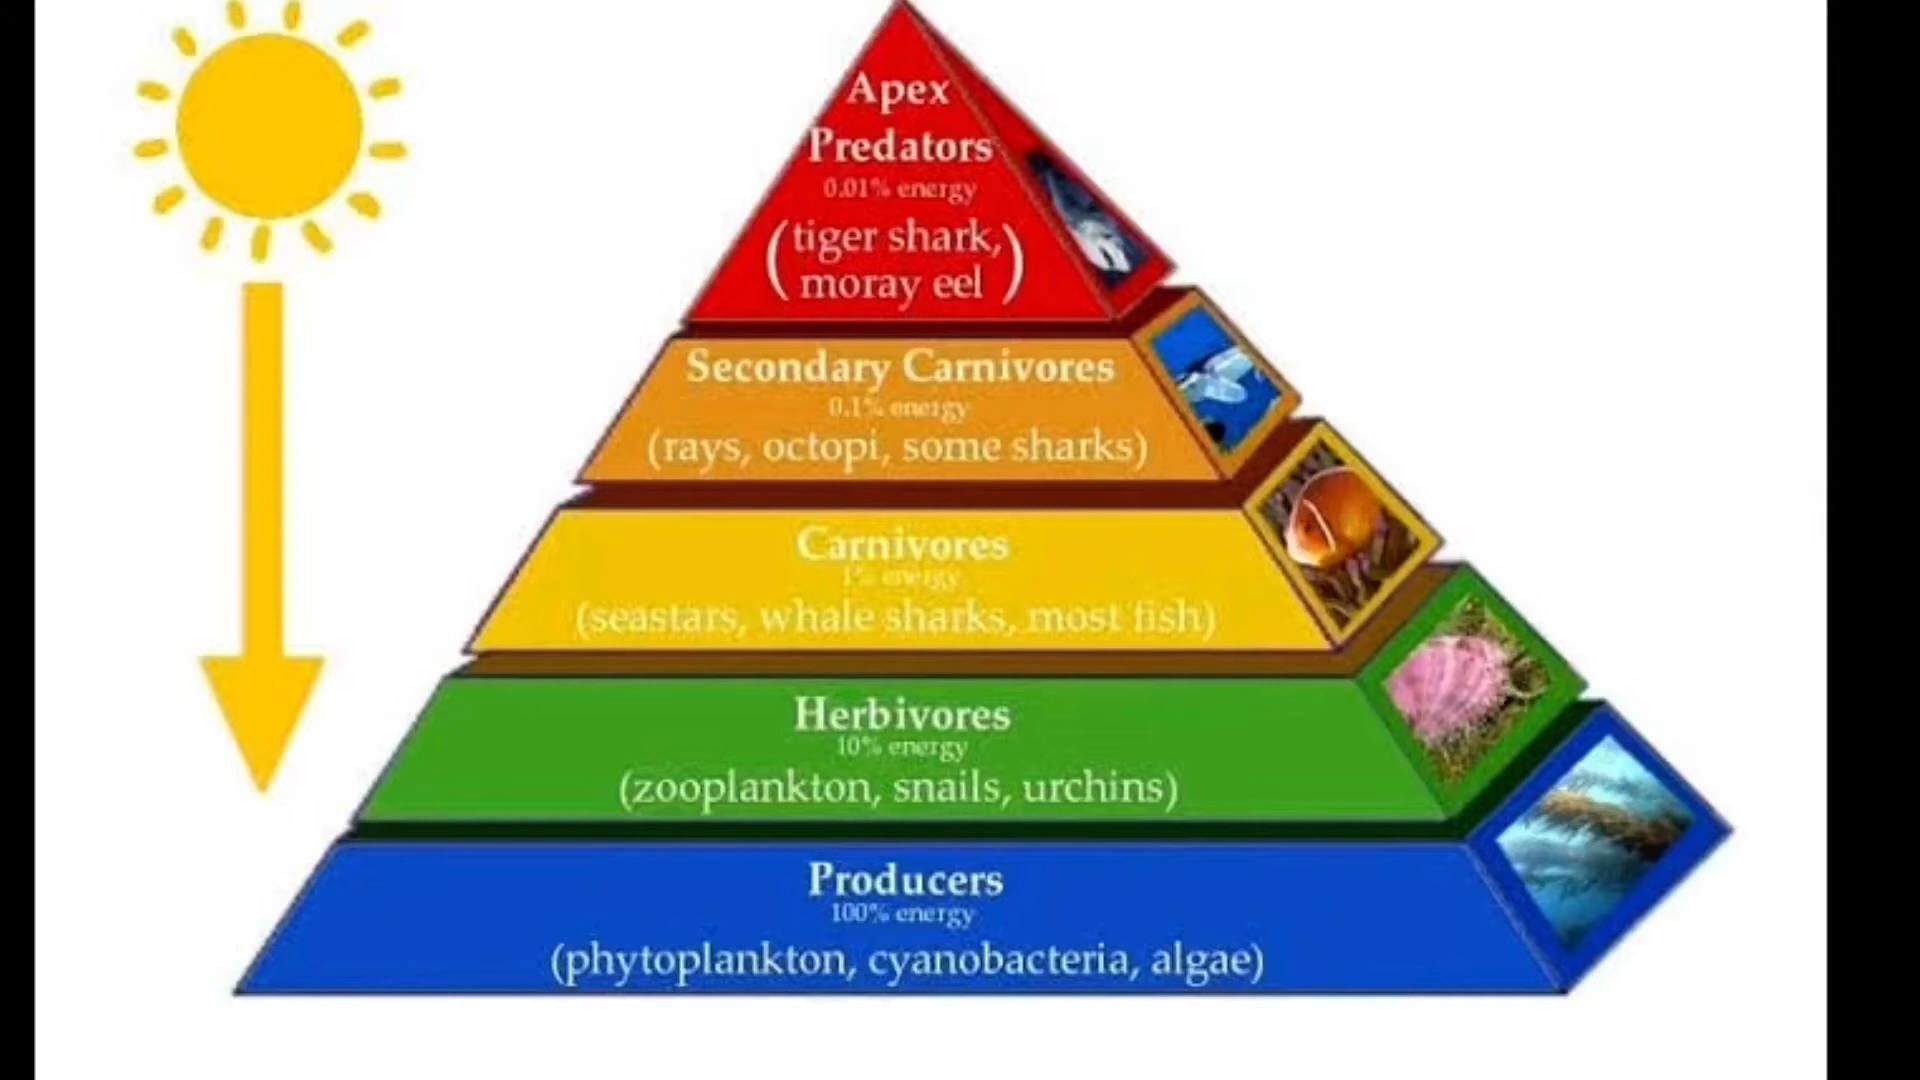 Apex
Predators
0.01% energy
(tiger shark,
moray eel)
Secondary Carnivores
0.1% energy
(rays, octopi, some sharks)
Carnivores
1% energy
(seastars, whale sharks, most fish)
Herbivores
10% energy
(zooplankton, snails, urchins)
Producers
100% energy
(phytoplankton, cyanobacteria, algae)